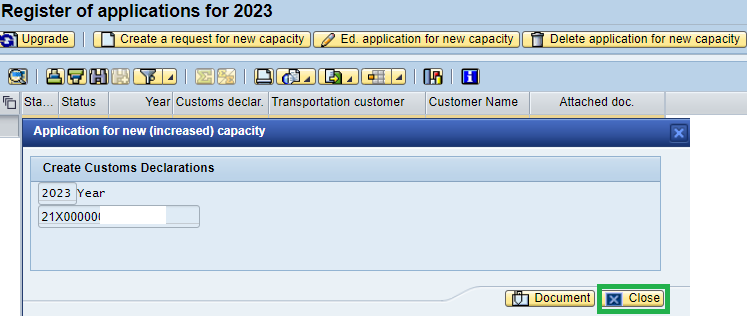 Register of applications for 2023
Upgrade Create a request for new capacity Ed. application for new capacity Delete application for new capacity
Sta... Status Year Customs declar. Transportation customer Customer Name Attached doc.
Application for new (increased) capacity
Create Customs Declarations
2023 Year
21X00000
Document Close